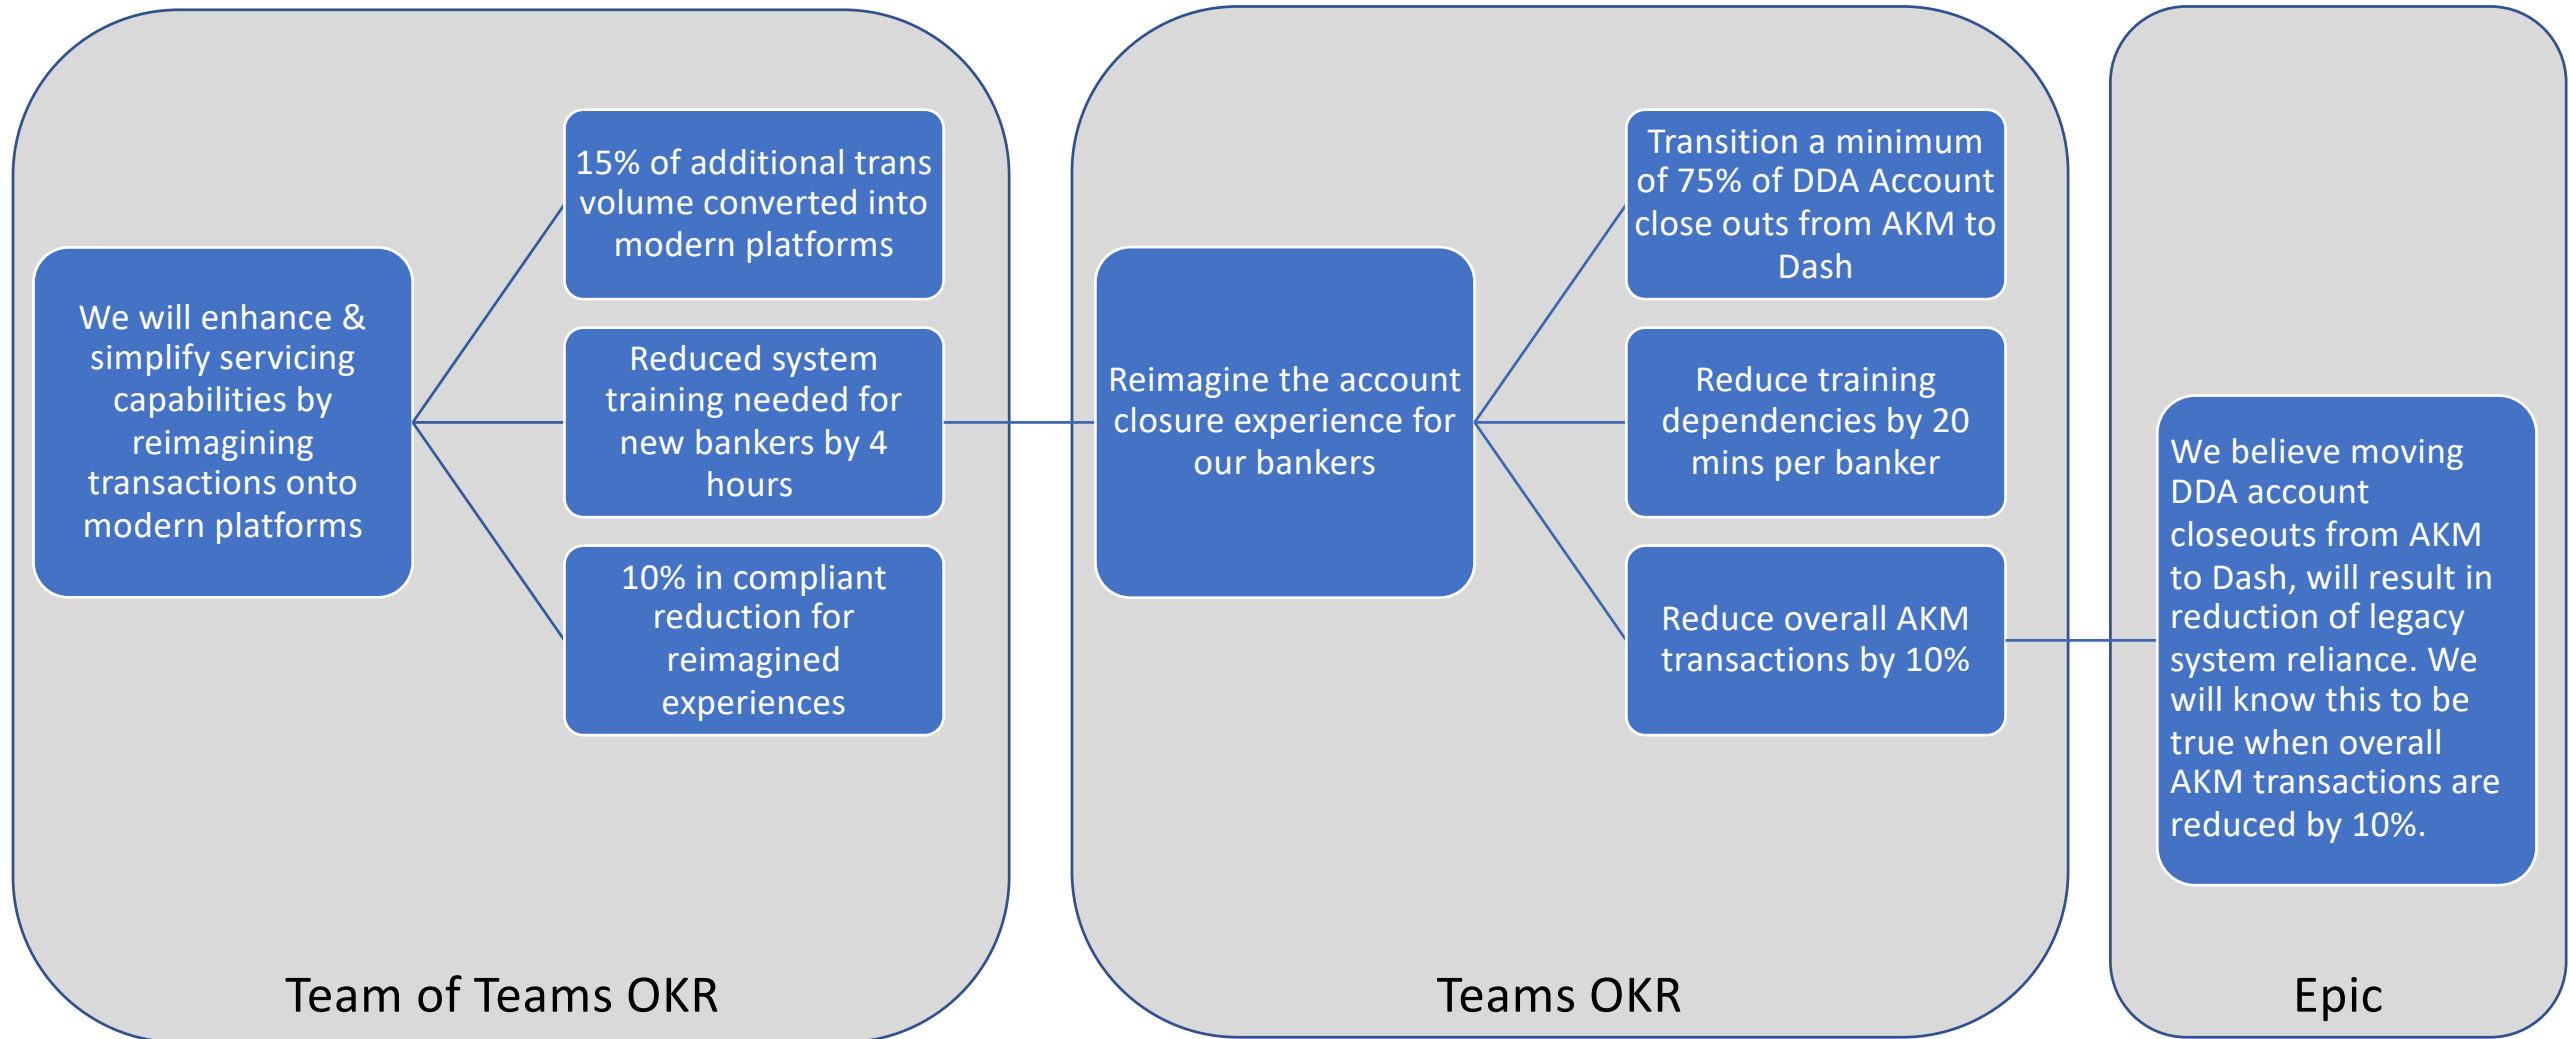 We will enhance &
simplify servicing
capabilities by
reimagining
transactions onto
modern platforms
15% of additional trans
volume converted into
modern platforms
Reduced system
training needed for
new bankers by 4
hours
10% in compliant
reduction for
reimagined
experiences
Team of Teams OKR
Reimagine the account
closure experience for
our bankers
Transition a minimum
of 75% of DDA Account
close outs from AKM to
Dash
Reduce training
dependencies by 20
mins per banker
Reduce overall AKM
transactions by 10%
Teams OKR
We believe moving
DDA account
closeouts from AKM
to Dash, will result in
reduction of legacy
system reliance. We
will know this to be
true when overall
AKM transactions are
reduced by 10%.
Epic